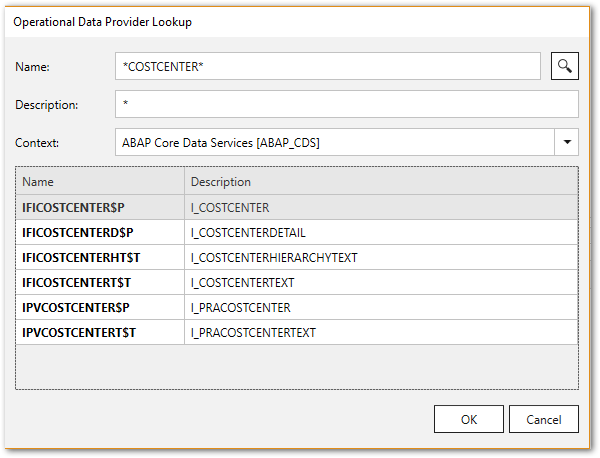 Operational Data Provider Lookup
Name: *COSTCENTER*
Description: *
Context: ABAP Core Data Services [ABAP_CDS]
Name Description
IFICOSTCENTER$P I_COSTCENTER
IFICOSTCENTERD$P I_COSTCENTERDETAIL
IFICOSTCENTERHT$T I_COSTCENTERHIERARCHYTEXT
IFICOSTCENTERT$T I_COSTCENTERTEXT
IPVCOSTCENTER$P I_PRACOSTCENTER
IPVCOSTCENTERT$T I_PRACOSTCENTERTEXT
OK Cancel